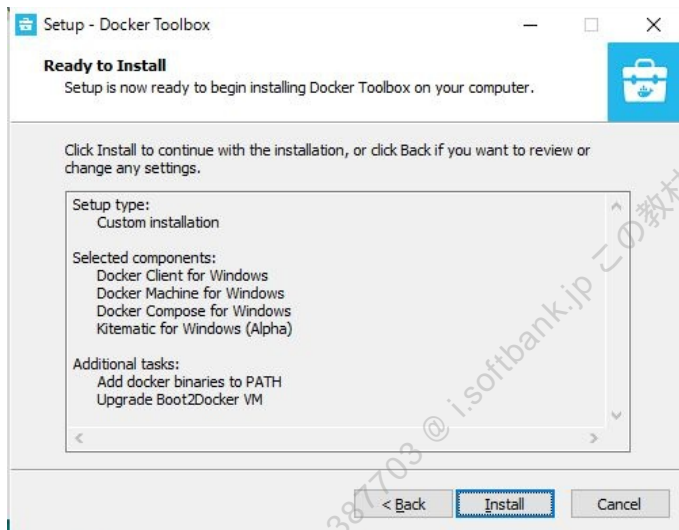 Setup - Docker Toolbox
Ready to Install
Setup is now ready to begin installing Docker Toolbox on your computer.
Click Install to continue with the installation, or click Back if you want to review or
change any settings.
Setup type:
Custom installation
Selected components:
Docker Client for Windows
Docker Machine for Windows
Docker Compose for Windows
Kitematic for Windows (Alpha)
Additional tasks:
Add docker binaries to PATH
Upgrade Boot2Docker VM
387703 @ i.softbank.jp この教材
< Back
Install
Cancel